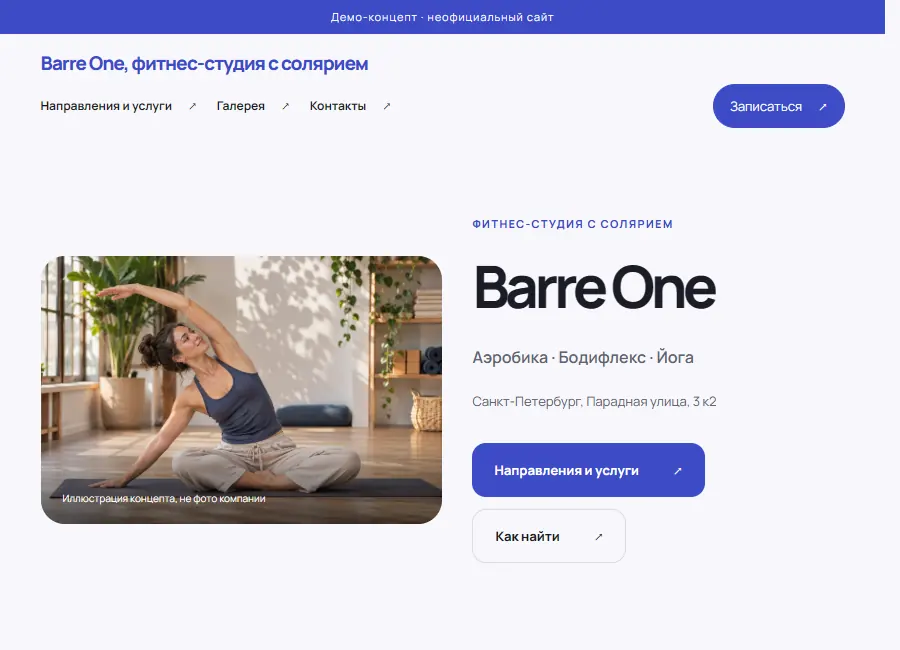 Демо-концепт · неофициальный сайт
Barre One, фитнес-студия с солярием
Направления и услуги ↗ Галерея ↗ Контакты ↗
Записаться ↗
ФИТНЕС-СТУДИЯ С СОЛЯРИЕМ
Barre One
Аэробика · Бодифлекс · Йога
Санкт-Петербург, Парадная улица, 3 к2
Направления и услуги ↗
Как найти ↗
Иллюстрация концепта, не фото компании